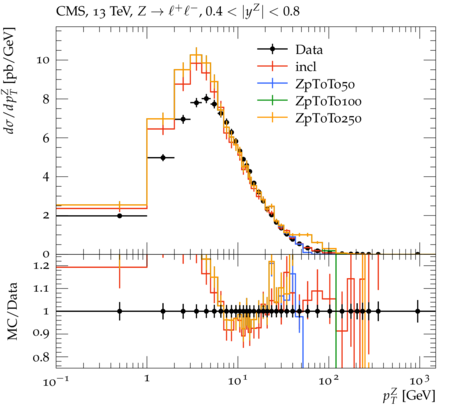 CMS, 13 TeV, Z → ℓ⁺ℓ⁻, 0.4 < |y^Z| < 0.8
dσ/dp_T^Z [pb/GeV]
10
8
6
4
2
0
Data
incl
ZpToTo50
ZpToTo100
ZpToTo250
MC/Data
1.2
1.1
1
0.9
0.8
10⁻¹ 1 10¹ 10² 10³
p_T^Z [GeV]